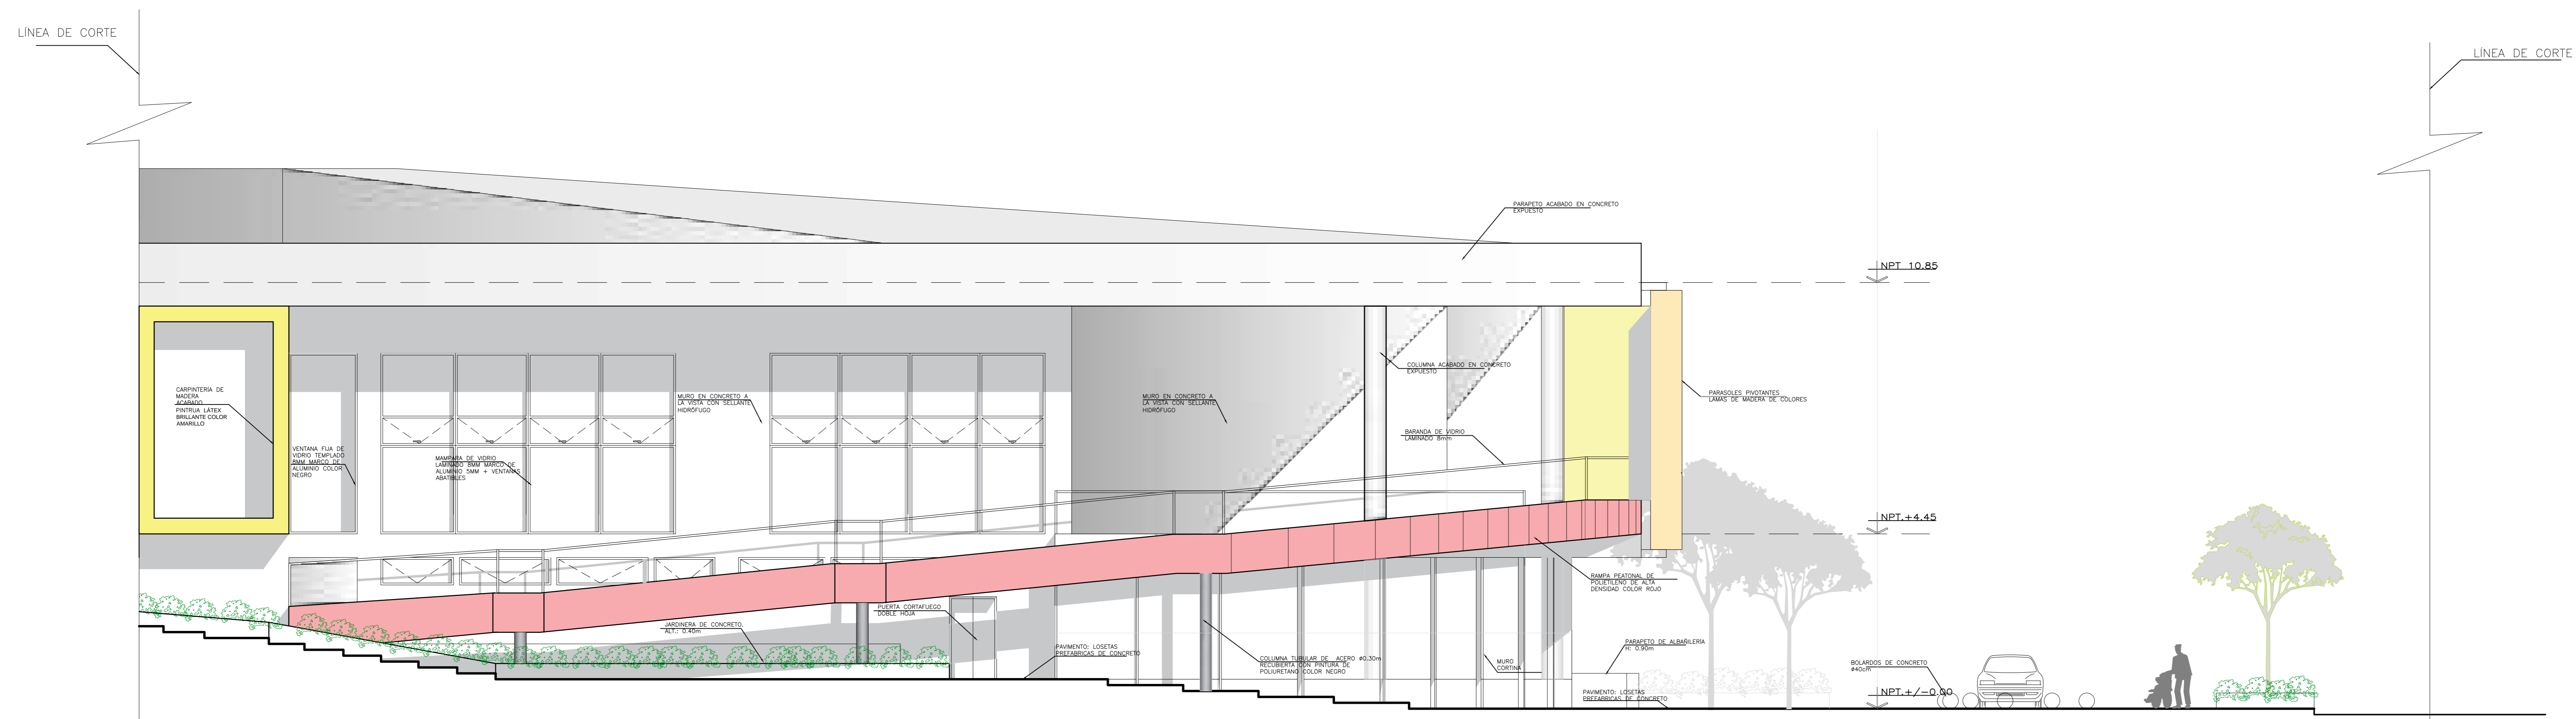 LÍNEA DE CORTE
LÍNEA DE CORTE
PARAPETO ACABADO EN CONCRETO
EXPUESTO
NPT 10.85
COLUMNA ACABADO EN CONCRETO
EXPUESTO
CARPINTERÍA DE
MADERA
ACABADO
PINTRUA LÁTEX
BRILLANTE COLOR
AMARILLO
MURO EN CONCRETO A
LA VISTA CON SELLANTE
HIDRÓFUGO
MURO EN CONCRETO A
LA VISTA CON SELLANTE
HIDRÓFUGO
PARASOLES PIVOTANTES
LAMAS DE MADERA DE COLORES
BARANDA DE VIDRIO
LAMINADO 8mm
VENTANA FIJA DE
VIDRIO TEMPLADO
8MM MARCO DE
ALUMINIO COLOR
NEGRO
MAMPARA DE VIDRIO
LAMINADO 8MM MARCO DE
ALUMINIO 5MM + VENTANAS
ABATIBLES
NPT.+4.45
RAMPA PEATONAL DE
POLIETILENO DE ALTA
DENSIDAD COLOR ROJO
PUERTA CORTAFUEGO
DOBLE HOJA
JARDINERA DE CONCRETO,
ALT.: 0.40m
PAVIMENTO: LOSETAS
PREFABRICAS DE CONCRETO
COLUMNA TUBULAR DE ACERO ø0.30m
RECUBIERTA CON PINTURA DE
POLIURETANO COLOR NEGRO
MURO
CORTINA
PARAPETO DE ALBAÑILERÍA
H: 0.90m
PAVIMENTO: LOSETAS
PREFABRICAS DE CONCRETO
BOLARDOS DE CONCRETO
ø40cm
NPT.+/-0.00